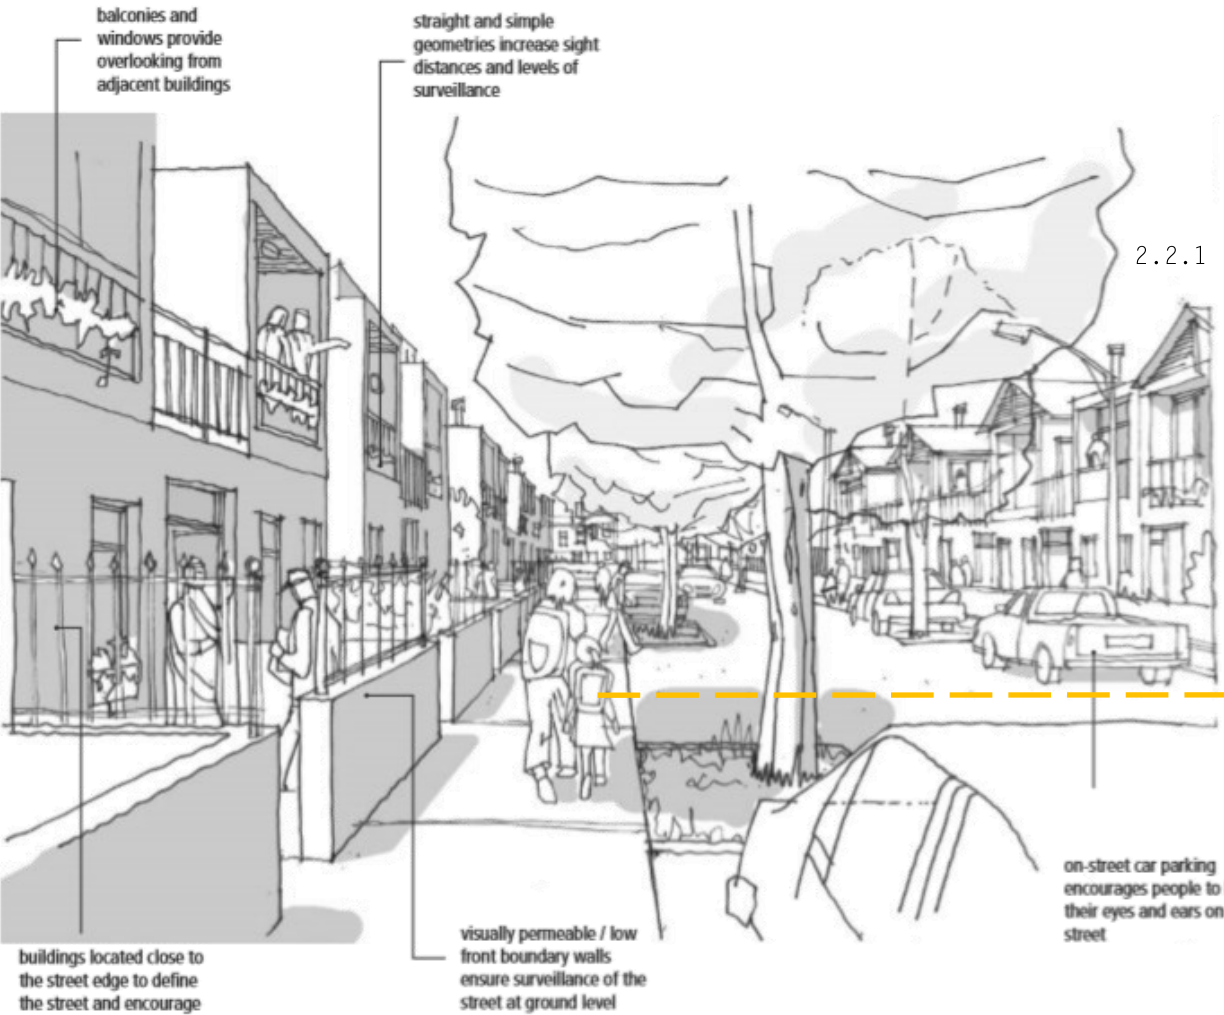 balconies and
windows provide
overlooking from
adjacent buildings
straight and simple
geometries increase sight
distances and levels of
surveillance
2.2.1
on-street car parking
encourages people to
their eyes and ears on
street
visually permeable / low
front boundary walls
ensure surveillance of the
street at ground level
buildings located close to
the street edge to define
the street and encourage